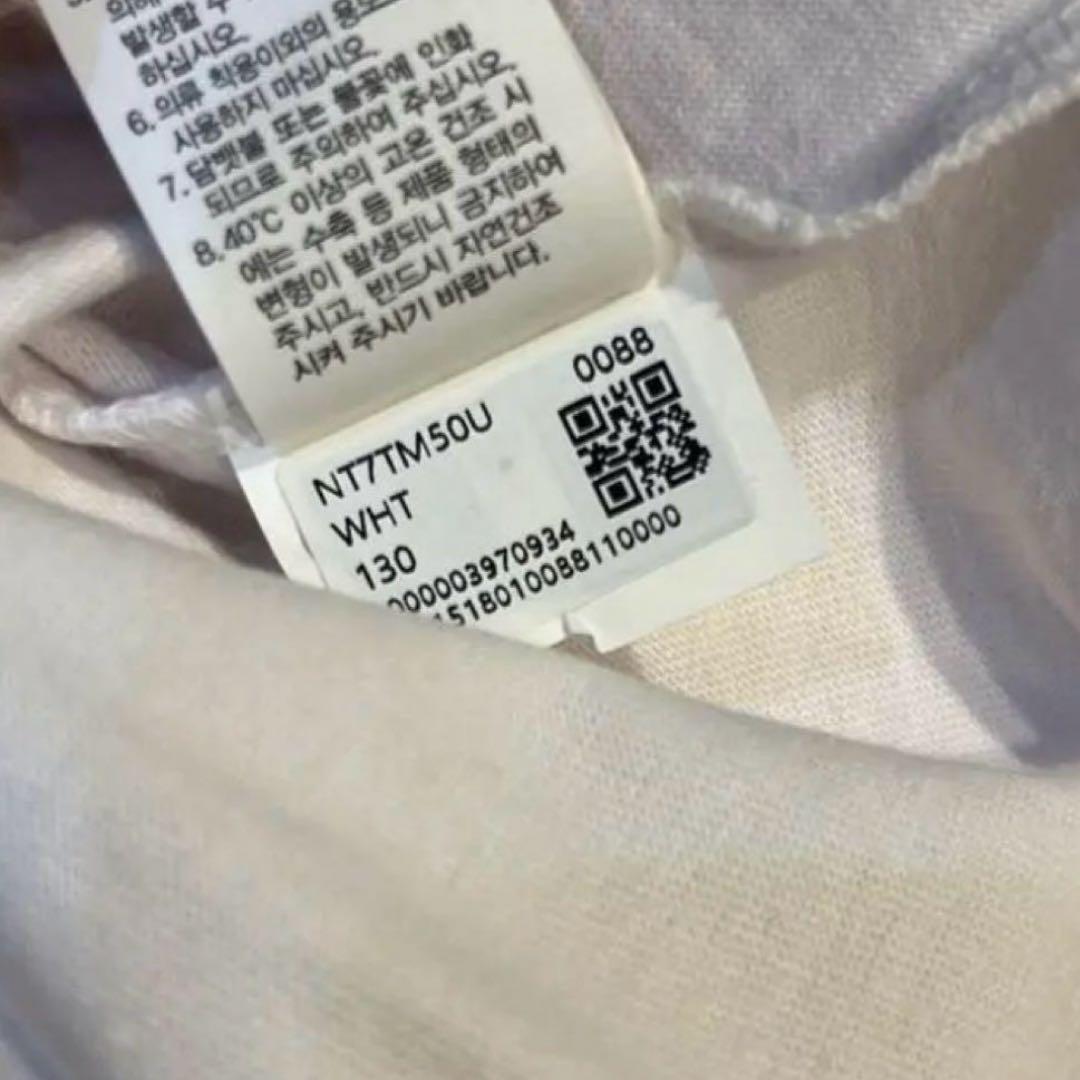 의해
발생할
하십시오.
6. 의류 착용이외의
사용하지 마십시오.
7. 담뱃불 또는 불꽃에 인화
되므로 주의하여 주십시오.
8. 40℃ 이상의 고온 건조 시
에는 수축 등 제품 형태의
변형이 발생되니 금지하여
주시고, 반드시 자연건조
시켜 주시기 바랍니다.
0088
NT7TM50U
WHT
130
000003970934
1518010088110000